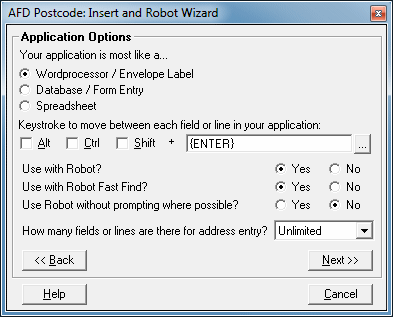 AFD Postcode: Insert and Robot Wizard
Application Options
Your application is most like a...
Wordprocessor / Envelope Label
Database / Form Entry
Spreadsheet
Keystroke to move between each field or line in your application:
Alt Ctrl Shift + {ENTER} ...
Use with Robot? Yes No
Use with Robot Fast Find? Yes No
Use Robot without prompting where possible? Yes No
How many fields or lines are there for address entry? Unlimited
<< Back Next >>
Help Cancel